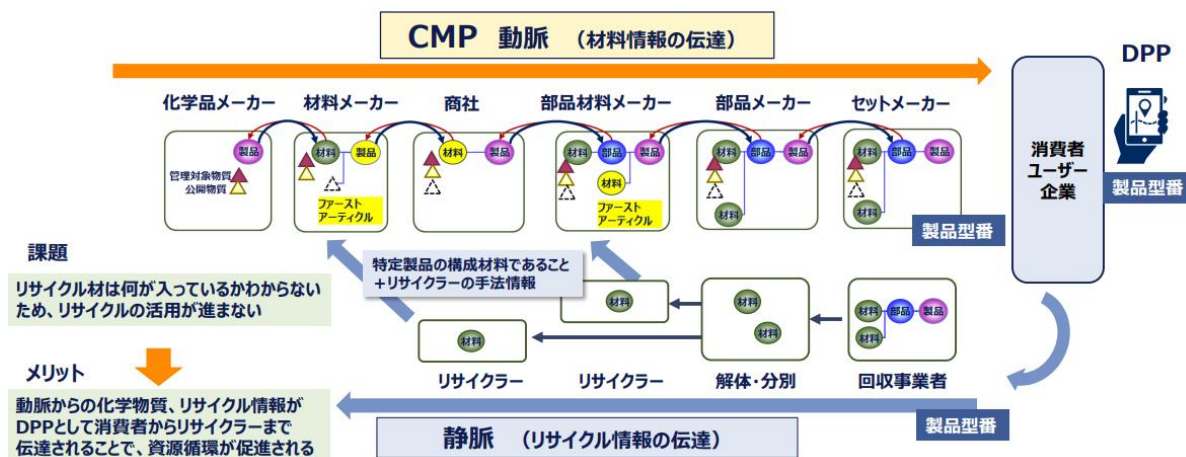 CMP 動脈 （材料情報の伝達）
DPP
化学品メーカー
材料メーカー
商社
部品材料メーカー
部品メーカー
セットメーカー
製品
材料
製品
材料
製品
材料
部品
製品
材料
部品
製品
材料
部品
製品
管理対象物質
公開物質
材料
ファースト
アーティクル
ファースト
アーティクル
材料
材料
消費者
ユーザー
企業
製品型番
製品型番
課題
リサイクル材は何が入っているかわからない
ため、リサイクルの活用が進まない
特定製品の構成材料であること
＋リサイクラーの手法情報
材料
材料
材料
材料
材料
部品
製品
材料
リサイクラー
リサイクラー
解体・分別
回収事業者
メリット
動脈からの化学物質、リサイクル情報が
DPPとして消費者からリサイクラーまで
伝達されることで、資源循環が促進される
静脈 （リサイクル情報の伝達）
製品型番